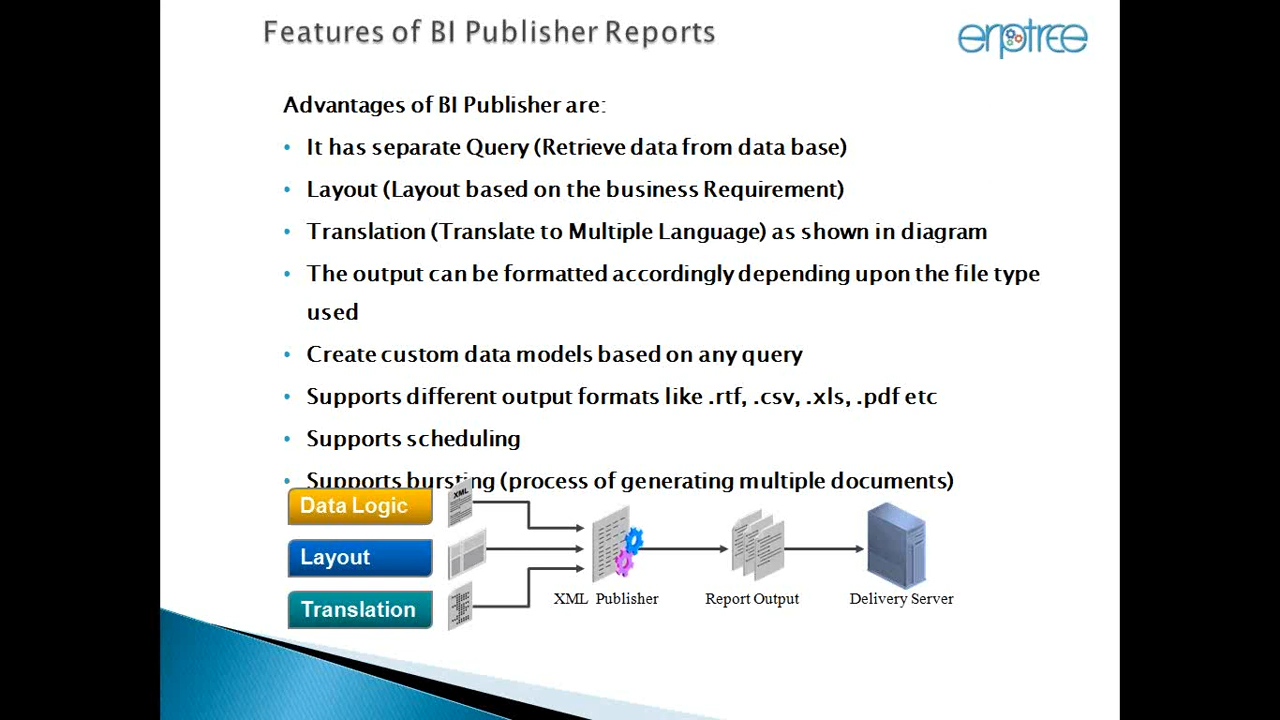 Features of BI Publisher Reports
erptree
Advantages of BI Publisher are:
• It has separate Query (Retrieve data from data base)
• Layout (Layout based on the business Requirement)
• Translation (Translate to Multiple Language) as shown in diagram
• The output can be formatted accordingly depending upon the file type
used
• Create custom data models based on any query
• Supports different output formats like .rtf, .csv, .xls, .pdf etc
• Supports scheduling
• Supports bursting (process of generating multiple documents)
Data Logic
XML
Layout
Translation
XML Publisher
Report Output
Delivery Server